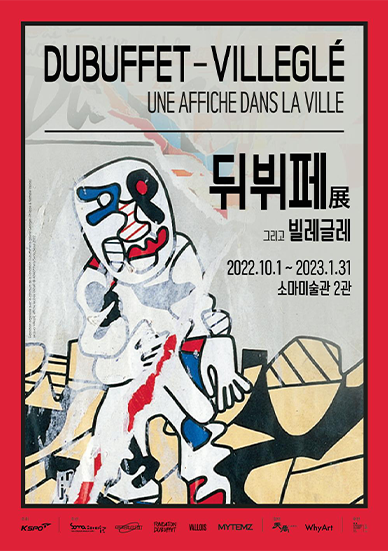 DUBUFFET – VILLEGLÉ
UNE AFFICHE DANS LA VILLE
뒤뷔페展
그리고 빌레글레
2022.10.1 ~ 2023.1.31
소마미술관 2관
KSPO
FONDATION DUBUFFET
VALLOIS
MYTEMZ
WhyArt